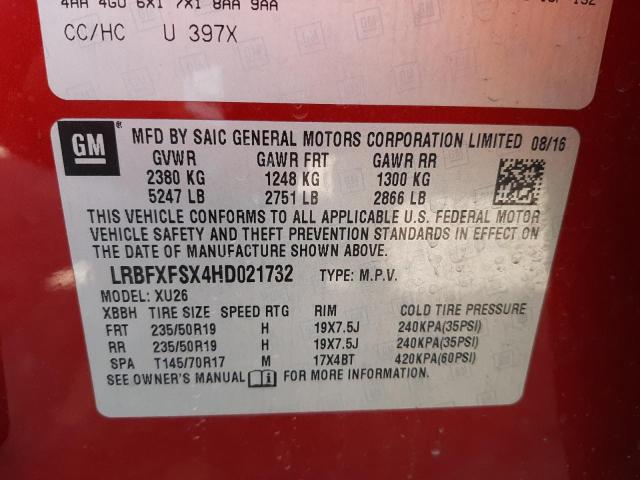 4AA 4GU 6X1 7X1 8AA 9AA
CC/HC U 397X
GM ®
MFD BY SAIC GENERAL MOTORS CORPORATION LIMITED 08/16
GVWR GAWR FRT GAWR RR
2380 KG 1248 KG 1300 KG
5247 LB 2751 LB 2866 LB
THIS VEHICLE CONFORMS TO ALL APPLICABLE U.S. FEDERAL MOTOR
VEHICLE SAFETY AND THEFT PREVENTION STANDARDS IN EFFECT ON
THE DATE OF MANUFACTURE SHOWN ABOVE.
LRBFXFSX4HD021732 TYPE: M.P.V.
MODEL: XU26
XBBH TIRE SIZE SPEED RTG RIM COLD TIRE PRESSURE
FRT 235/50R19 H 19X7.5J 240KPA(35PSI)
RR 235/50R19 H 19X7.5J 240KPA(35PSI)
SPA T145/70R17 M 17X4BT 420KPA(60PSI)
SEE OWNER'S MANUAL FOR MORE INFORMATION.